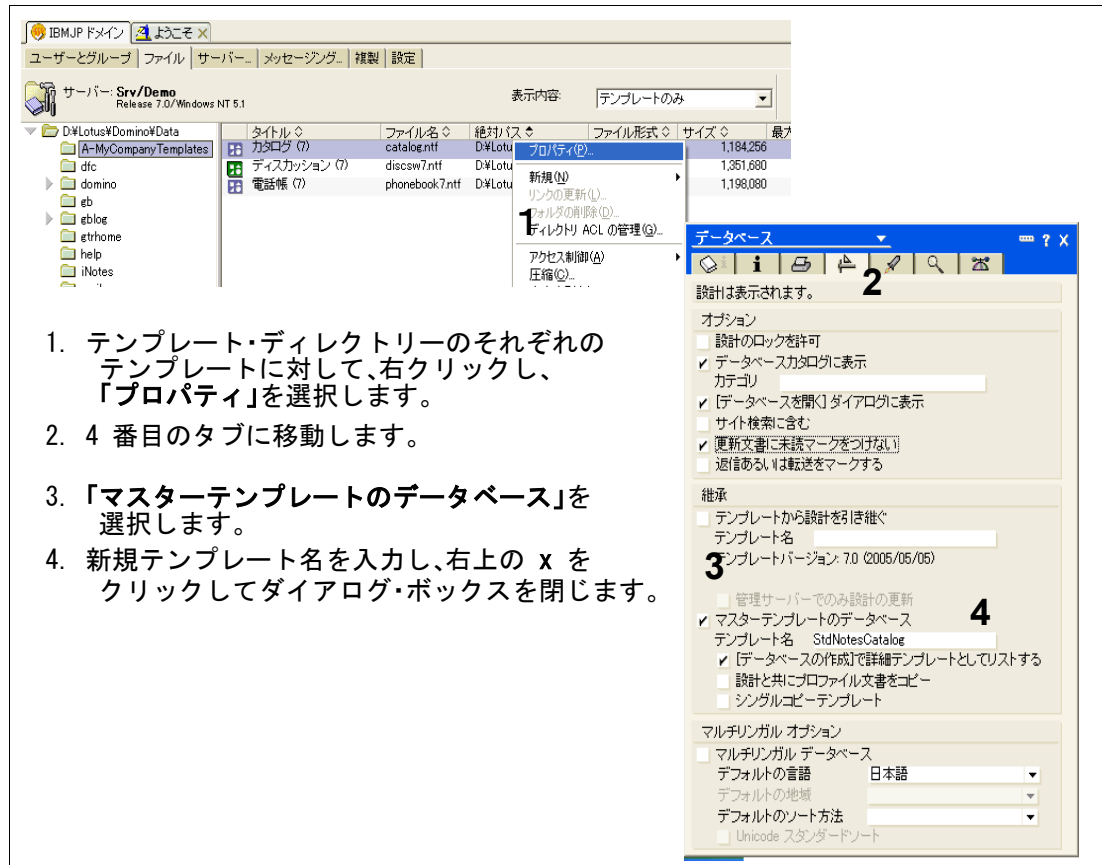 IBMJP ドメイン ようこそ
ユーザーとグループ ファイル サーバー... メッセージング... 複製 設定
サーバー: Srv/Demo
Release 7.0/Windows NT 5.1
表示内容: テンプレートのみ
D:¥Lotus¥Domino¥Data
A-MyCompanyTemplates
dfc
domino
gb
gblog
gtrhome
help
iNotes
タイトル ファイル名 絶対パス ファイル形式 サイズ
カタログ (7) catalog.ntf D:¥Lotu 1,184,256
ディスカッション (7) discsw7.ntf D:¥Lotu 1,351,680
電話帳 (7) phonebook7.ntf D:¥Lotu 1,198,080
プロパティ(P)...
新規(N)
リンクの更新(L)...
フォルダの削除(D)...
1
ディレクトリ ACL の管理(G)...
アクセス制御(A)
圧縮(C)...
1. テンプレート・ディレクトリーのそれぞれの
テンプレートに対して、右クリックし、
「プロパティ」を選択します。
2. 4 番目のタブに移動します。
3. 「マスターテンプレートのデータベース」を
選択します。
4. 新規テンプレート名を入力し、右上の x を
クリックしてダイアログ・ボックスを閉じます。
データベース ? X
i
2
設計は表示されます。
オプション
設計のロックを許可
データベースカタログに表示
カテゴリ
[データベースを開く] ダイアログに表示
サイト検索に含む
更新文書に未読マークをつけない
返信あるいは転送をマークする
継承
テンプレートから設計を引き継ぐ
テンプレート名
3
テンプレートバージョン: 7.0 (2005/05/05)
管理サーバーでのみ設計の更新
マスターテンプレートのデータベース
4
テンプレート名 StdNotesCatalog
[データベースの作成]で詳細テンプレートとしてリストする
設計と共にプロファイル文書をコピー
シングルコピーテンプレート
マルチリンガル オプション
マルチリンガル データベース
デフォルトの言語 日本語
デフォルトの地域
デフォルトのソート方法
Unicode スタンダードソート